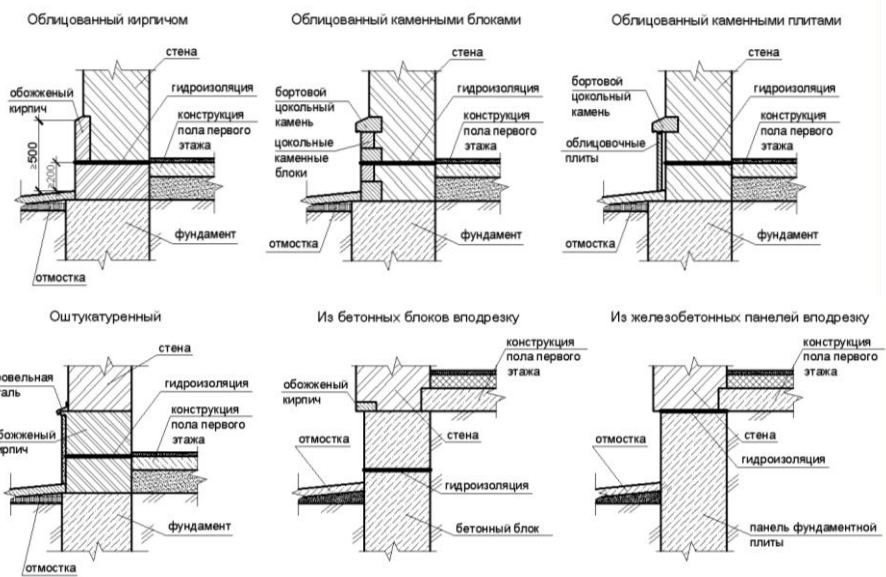 Облицованный кирпичом
стена
обожженый
кирпич
гидроизоляция
конструкция
пола первого
этажа
≥500
≥200
фундамент
отмостка
Облицованный каменными блоками
стена
бортовой
цокольный
камень
гидроизоляция
цокольные
каменные
блоки
конструкция
пола первого
этажа
отмостка
фундамент
Облицованный каменными плитами
стена
бортовой
цокольный
камень
гидроизоляция
облицовочные
плиты
конструкция
пола первого
этажа
отмостка
фундамент
Оштукатуренный
стена
гидроизоляция
конструкция
пола первого
этажа
фундамент
отмостка
Из бетонных блоков вподрезку
конструкция
пола первого
этажа
обожженый
кирпич
отмостка
стена
гидроизоляция
бетонный блок
Из железобетонных панелей вподрезку
конструкция
пола первого
этажа
отмостка
стена
гидроизоляция
панель фундаментной
плиты